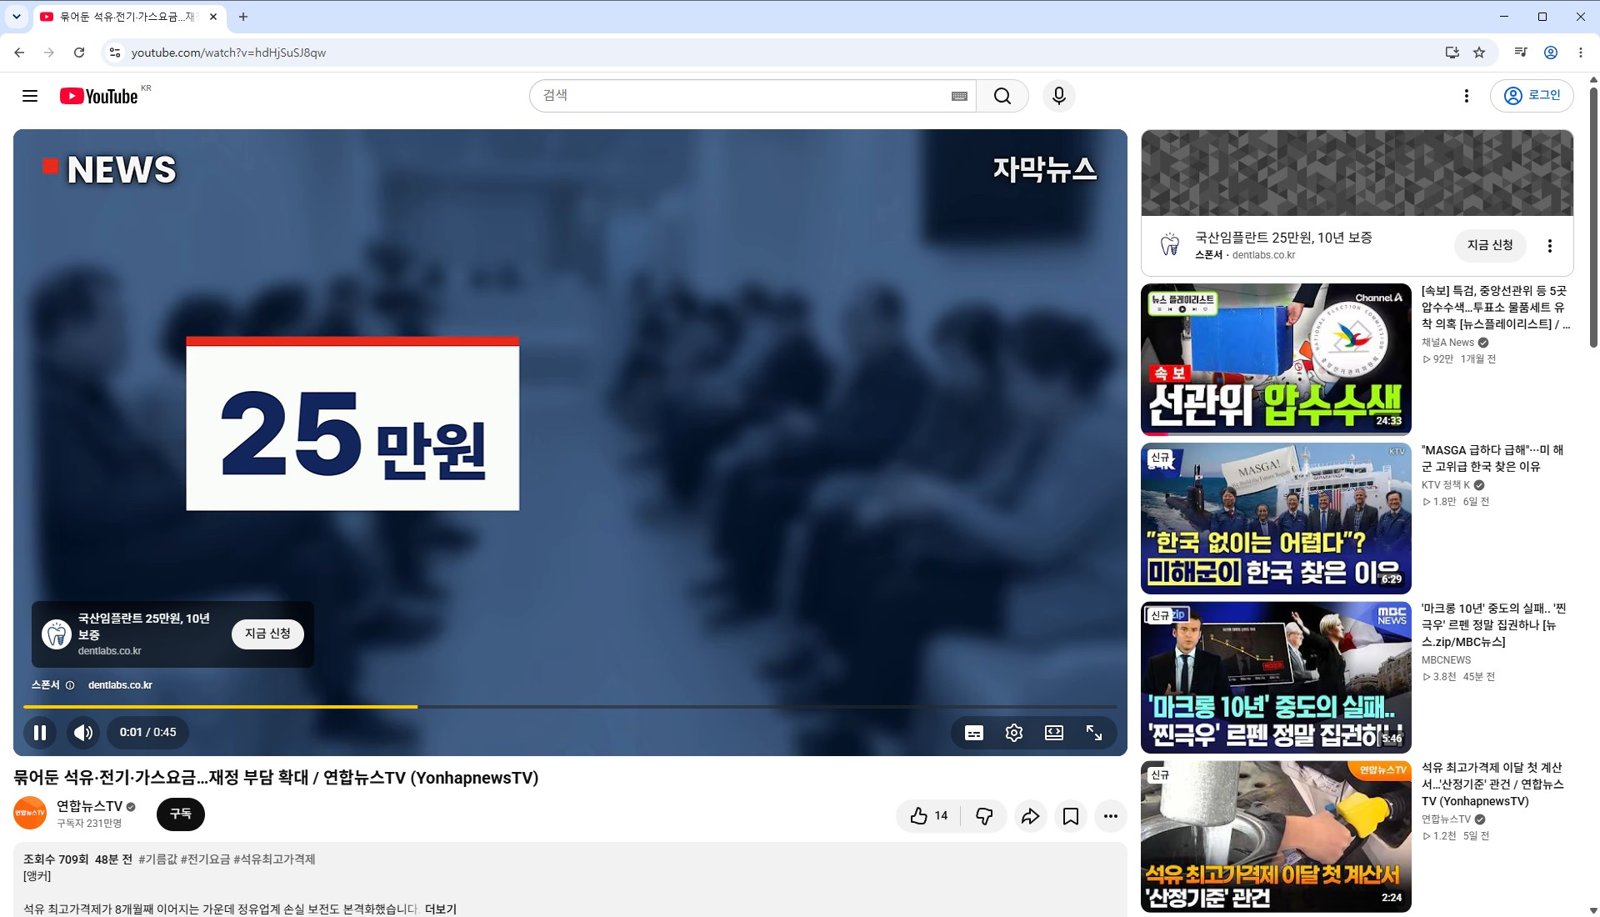 묶어둔 석유·전기·가스요금...재정
youtube.com/watch?v=hdHjSuSJ8qw
YouTube KR
검색
로그인
NEWS
자막뉴스
25만원
국산임플란트 25만원, 10년
보증
dentlabs.co.kr
지금 신청
스폰서 dentlabs.co.kr
0:01 / 0:45
묶어둔 석유·전기·가스요금...재정 부담 확대 / 연합뉴스TV (YonhapnewsTV)
연합뉴스TV
연합뉴스TV
구독자 231만명
구독
14
조회수 709회 48분 전 #기름값 #전기요금 #석유최고가격제
[앵커]
석유 최고가격제가 8개월째 이어지는 가운데 정유업계 손실 보전도 본격화했습니다. 더보기
국산임플란트 25만원, 10년 보증
스폰서 · dentlabs.co.kr
지금 신청
뉴스 플레이리스트
Channel A
NATIONAL ELECTION COMMISSION
속보
선관위 압수수색
24:33
[속보] 특검, 중앙선관위 등 5곳
압수수색...투표소 물품세트 유
착 의혹 [뉴스플레이리스트] / ...
채널A News
92만 1개월 전
신규
KTV
MASGA!
"한국 없이는 어렵다"?
미해군이 한국 찾은 이유
6:29
"MASGA 급하다 급해"…미 해
군 고위급 한국 찾은 이유
KTV 정책 K
1.8만 6일 전
신규
zip
MBC
NEWS
'마크롱 10년' 중도의 실패..
'찐극우' 르펜 정말 집권하나
5:46
'마크롱 10년' 중도의 실패.. '찐
극우' 르펜 정말 집권하나 [뉴
스.zip/MBC뉴스]
MBCNEWS
3.8천 45분 전
신규
연합뉴스TV
석유 최고가격제 이달 첫 계산서
'산정기준' 관건
2:24
석유 최고가격제 이달 첫 계산
서...'산정기준' 관건 / 연합뉴스
TV (YonhapnewsTV)
연합뉴스TV
1.2천 5일 전